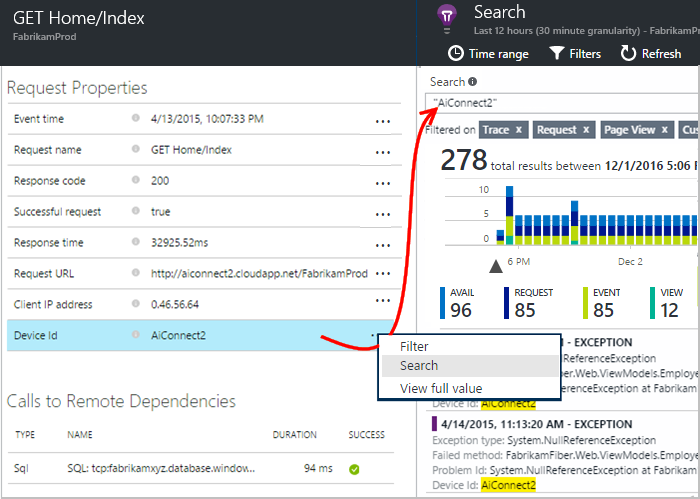 GET Home/Index
FabrikamProd
Request Properties
Event time 4/13/2015, 10:07:33 PM ...
Request name GET Home/Index ...
Response code 200 ...
Successful request true ...
Response time 32925.52ms ...
Request URL http://aiconnect2.cloudapp.net/FabrikamProd ...
Client IP address 0.46.56.64 ...
Device Id AiConnect2
Filter
Search
View full value
Calls to Remote Dependencies
TYPE NAME DURATION SUCCESS
Sql SQL: tcp:fabrikamxyz.database.window... 94 ms
Search
Last 12 hours (30 minute granularity) - FabrikamPr
Time range Filters Refresh
Search
"AiConnect2"
Filtered on Trace x Request x Page View x Cus
278 total results between 12/1/2016 5:06 P
10
5
0
6 PM Dec 2
AVAIL REQUEST EVENT VIEW
96 85 85 12
- EXCEPTION
NullReferenceException
FabrikamFiber.Web.ViewModels.Employe
ReferenceException at Fabrikam
Device Id: AiConnect2
4/14/2015, 11:13:20 AM - EXCEPTION
Exception type: System.NullReferenceException
Failed method: FabrikamFiber.Web.ViewModels.Employe
Problem Id: System.NullReferenceException at Fabrikam
Device Id: AiConnect2